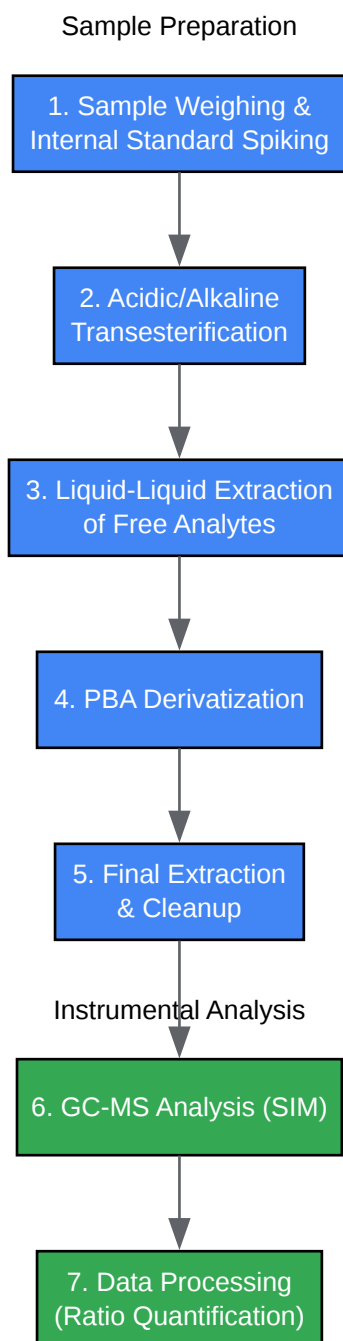 Sample Preparation
1. Sample Weighing &
Internal Standard Spiking
2. Acidic/Alkaline
Transesterification
3. Liquid-Liquid Extraction
of Free Analytes
4. PBA Derivatization
5. Final Extraction
& Cleanup
Instrumental Analysis
6. GC-MS Analysis (SIM)
7. Data Processing
(Ratio Quantification)